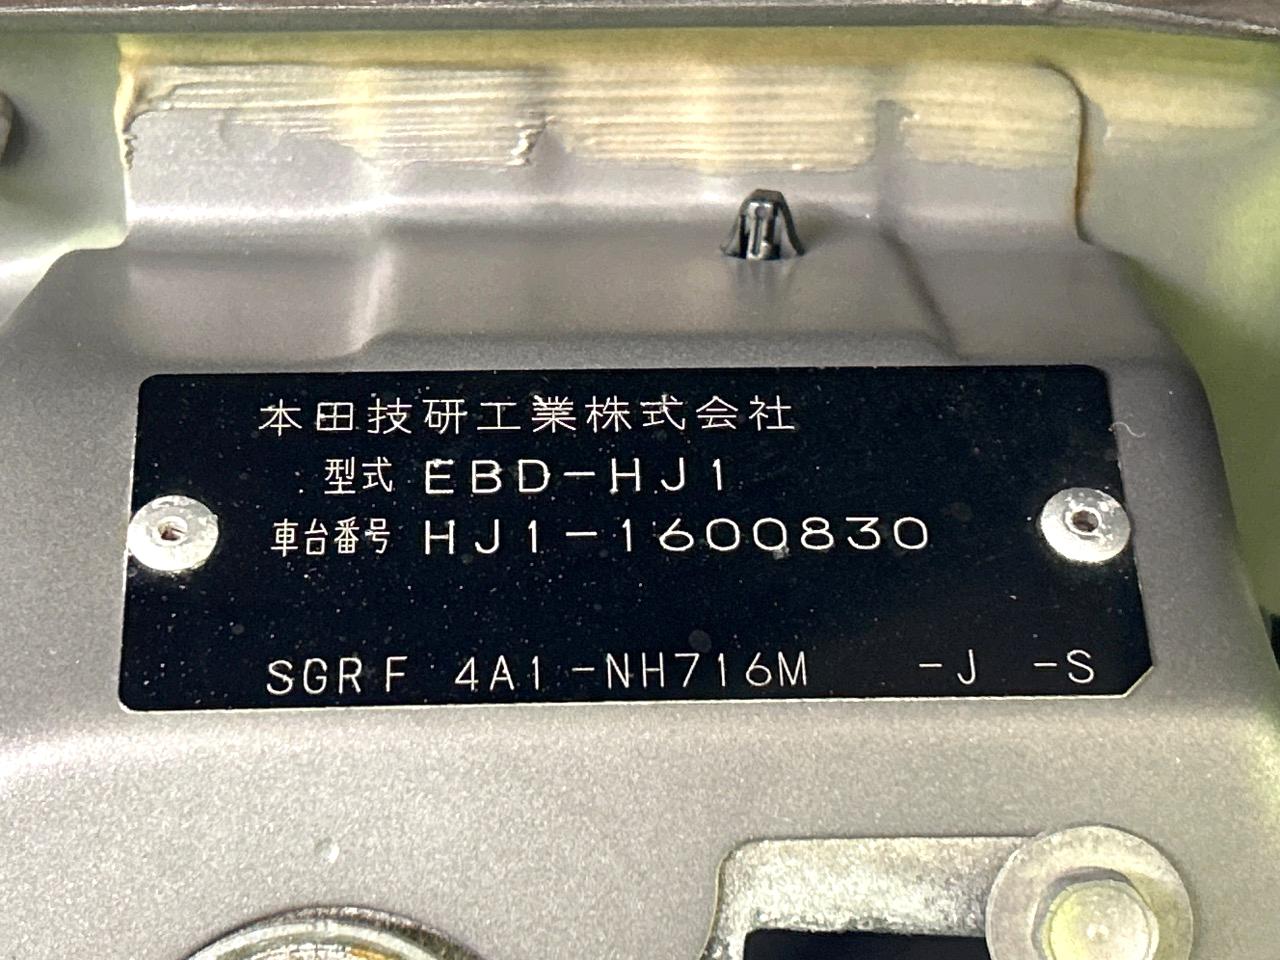 本田技研工業株式会社
型式 EBD-HJ1
車台番号 HJ1-1600830
SGRF 4A1-NH716M -J -S